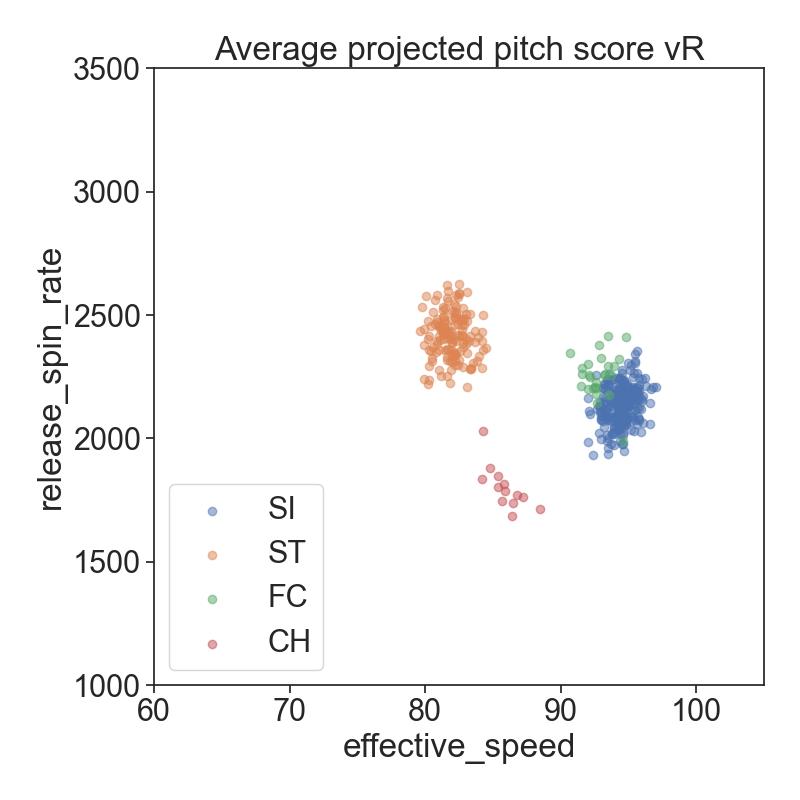 Average projected pitch score vR
3500
3000
2500
2000
1500
1000
release_spin_rate
SI
ST
FC
CH
60 70 80 90 100
effective_speed